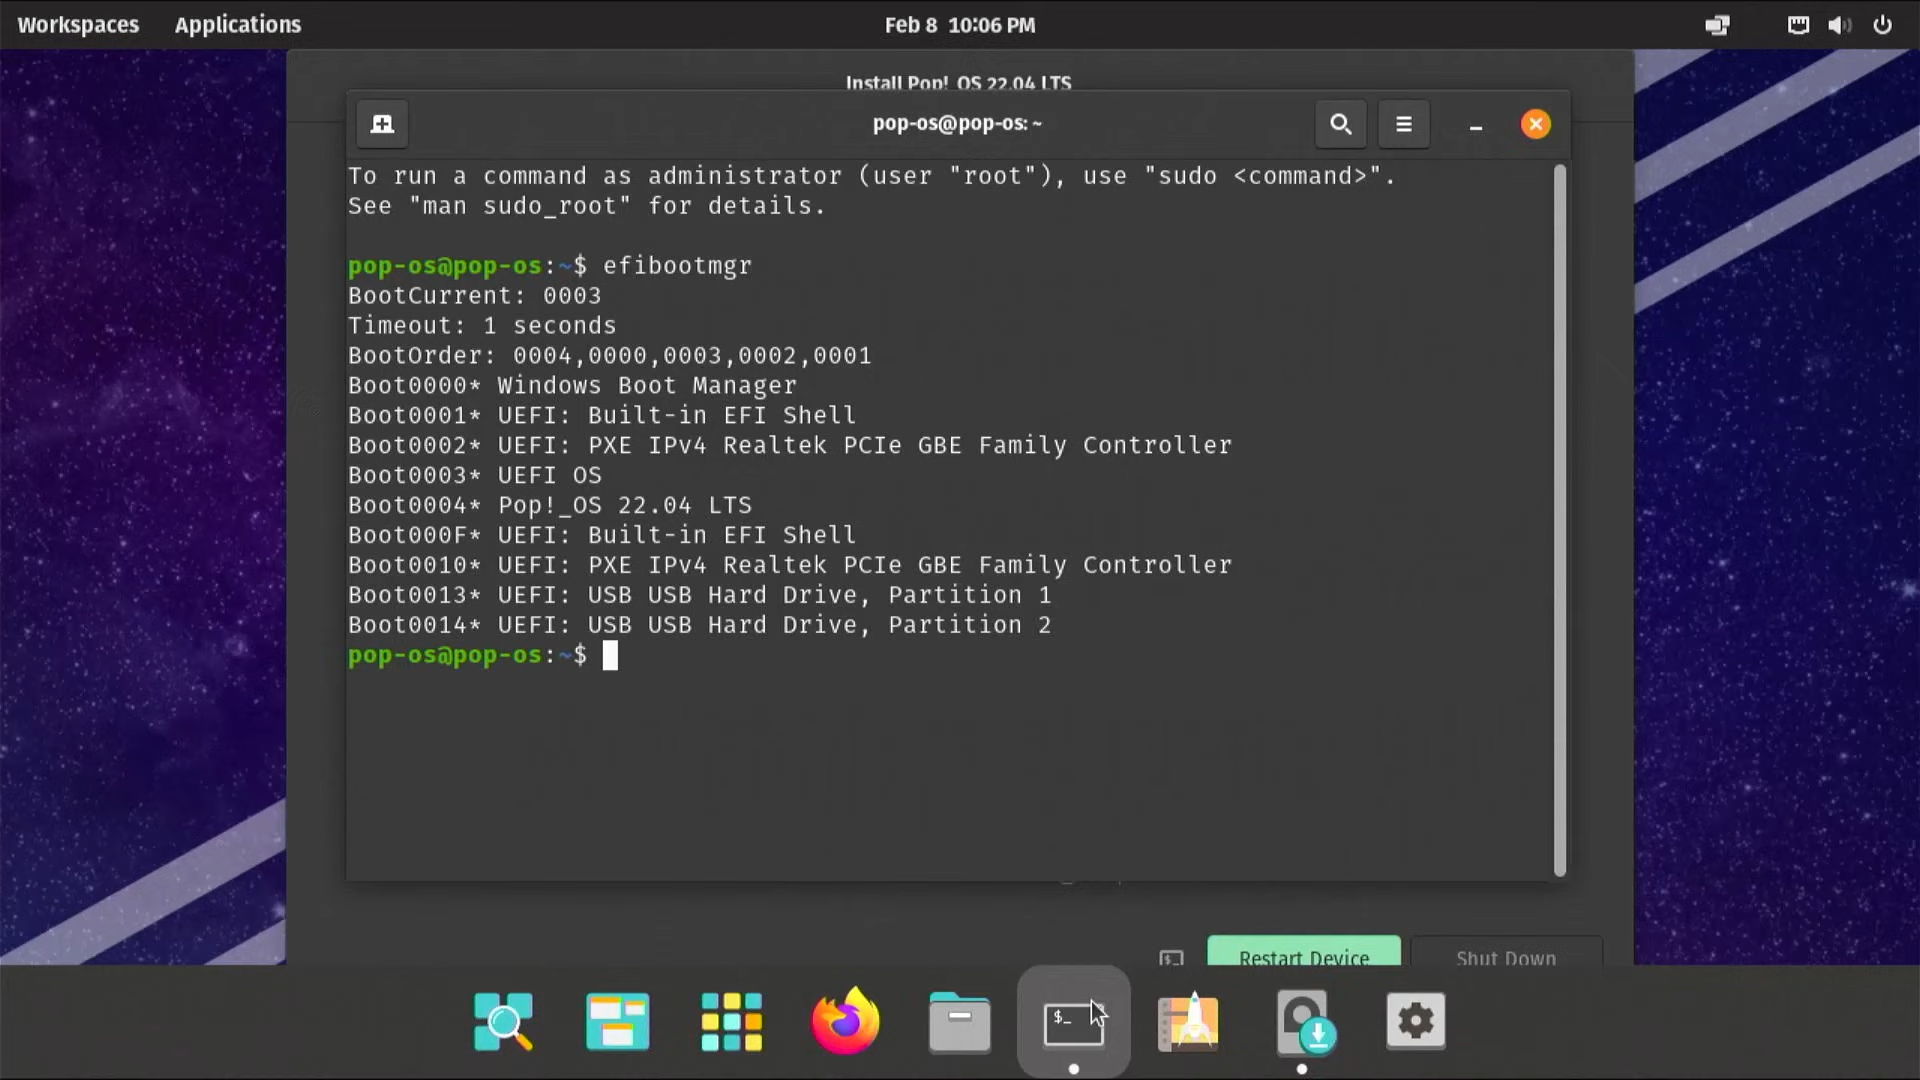 Workspaces Applications Feb 8 10:06 PM
Install Pop!_OS 22.04 LTS
pop-os@pop-os: ~
To run a command as administrator (user "root"), use "sudo <command>".
See "man sudo_root" for details.
pop-os@pop-os:~$ efibootmgr
BootCurrent: 0003
Timeout: 1 seconds
BootOrder: 0004,0000,0003,0002,0001
Boot0000* Windows Boot Manager
Boot0001* UEFI: Built-in EFI Shell
Boot0002* UEFI: PXE IPv4 Realtek PCIe GBE Family Controller
Boot0003* UEFI OS
Boot0004* Pop!_OS 22.04 LTS
Boot000F* UEFI: Built-in EFI Shell
Boot0010* UEFI: PXE IPv4 Realtek PCIe GBE Family Controller
Boot0013* UEFI: USB USB Hard Drive, Partition 1
Boot0014* UEFI: USB USB Hard Drive, Partition 2
pop-os@pop-os:~$
Restart Device Shut Down
$_